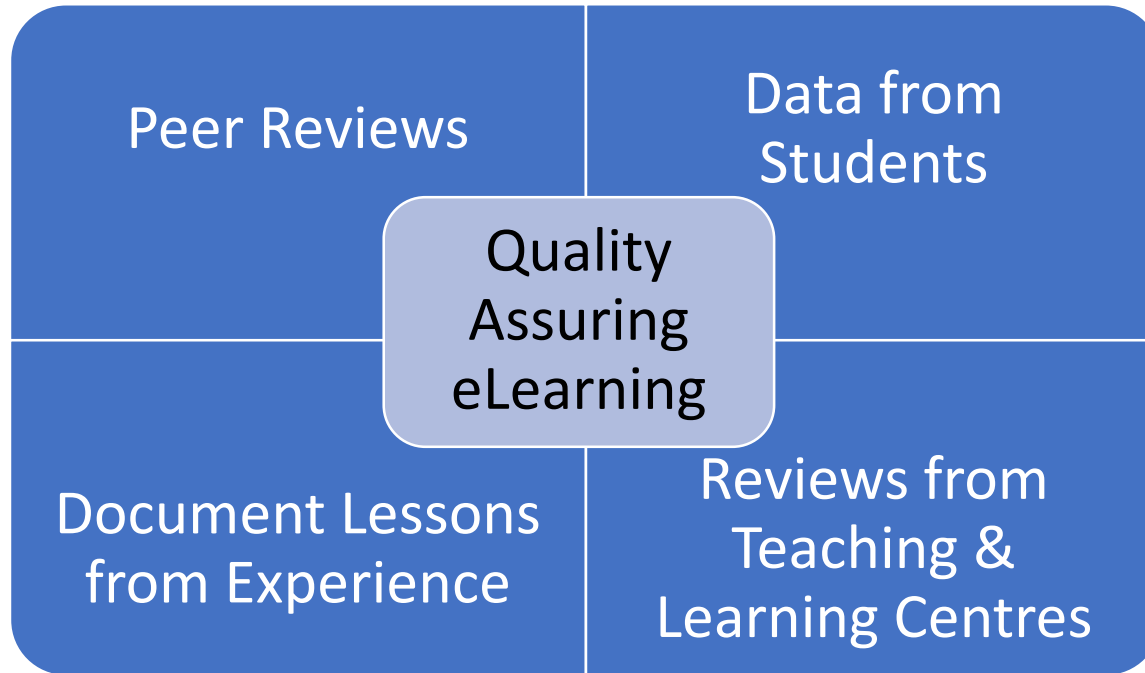 Peer Reviews
Data from
Students
Quality
Assuring
eLearning
Document Lessons
from Experience
Reviews from
Teaching &
Learning Centres